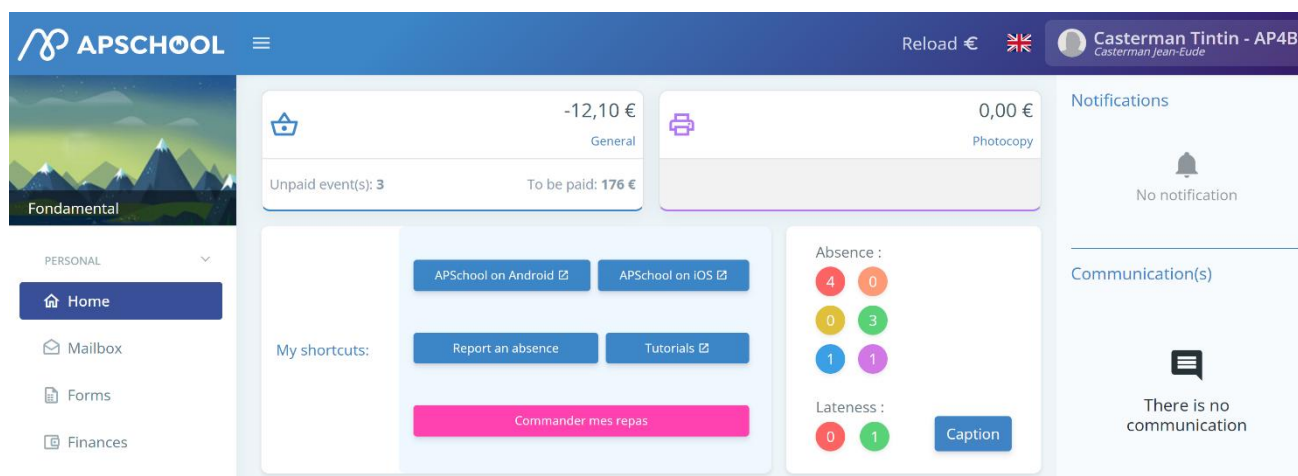 APSCHOOL
Reload €
Casterman Tintin - AP4B
Casterman Jean-Eude
Fondamental
PERSONAL
Home
Mailbox
Forms
Finances
-12,10 €
General
Unpaid event(s): 3
To be paid: 176 €
0,00 €
Photocopy
My shortcuts:
APSchool on Android
APSchool on iOS
Report an absence
Tutorials
Commander mes repas
Absence :
4 0
0 3
1 1
Lateness :
0 1
Caption
Notifications
No notification
Communication(s)
There is no
communication